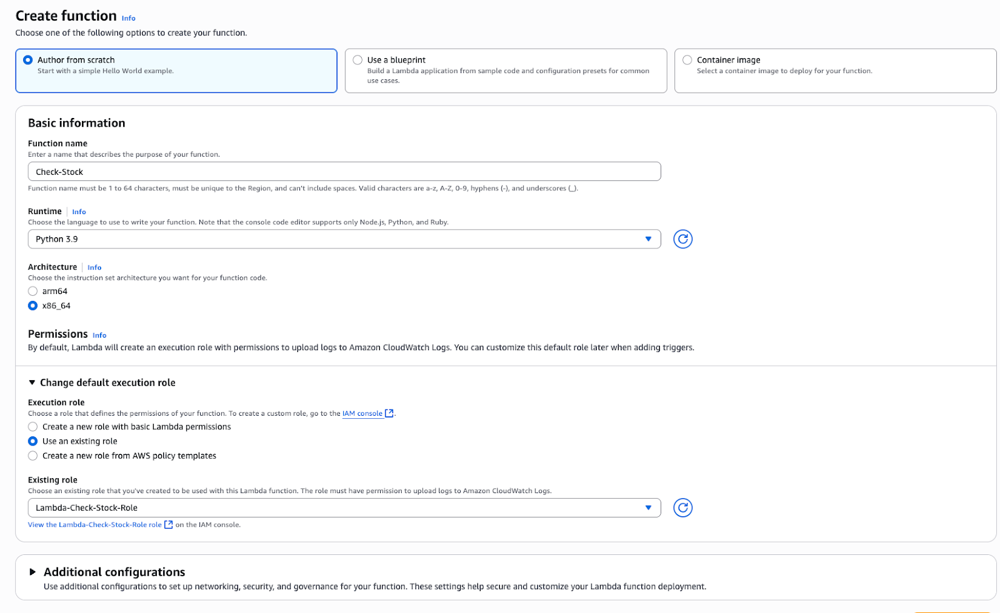 Create function Info
Choose one of the following options to create your function.
Author from scratch
Start with a simple Hello World example.
Use a blueprint
Build a Lambda application from sample code and configuration presets for common
use cases.
Container image
Select a container image to deploy for your function.
Basic information
Function name
Enter a name that describes the purpose of your function.
Check-Stock
Function name must be 1 to 64 characters, must be unique to the Region, and can't include spaces. Valid characters are a-z, A-Z, 0-9, hyphens (-), and underscores (_).
Runtime Info
Choose the language to use to write your function. Note that the console code editor supports only Node.js, Python, and Ruby.
Python 3.9
Architecture Info
Choose the instruction set architecture you want for your function code.
arm64
x86_64
Permissions Info
By default, Lambda will create an execution role with permissions to upload logs to Amazon CloudWatch Logs. You can customize this default role later when adding triggers.
Change default execution role
Execution role
Choose a role that defines the permissions of your function. To create a custom role, go to the IAM console.
Create a new role with basic Lambda permissions
Use an existing role
Create a new role from AWS policy templates
Existing role
Choose an existing role that you've created to be used with this Lambda function. The role must have permission to upload logs to Amazon CloudWatch Logs.
Lambda-Check-Stock-Role
View the Lambda-Check-Stock-Role role on the IAM console.
Additional configurations
Use additional configurations to set up networking, security, and governance for your function. These settings help secure and customize your Lambda function deployment.